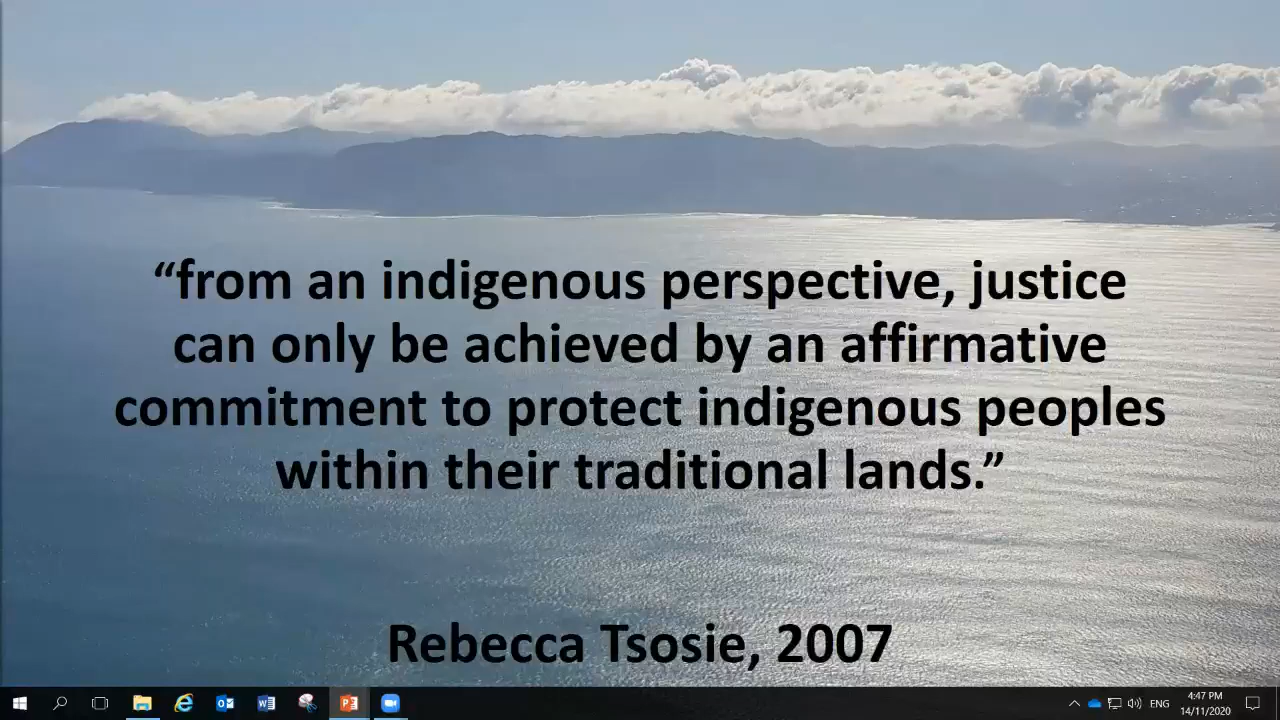 “from an indigenous perspective, justice
can only be achieved by an affirmative
commitment to protect indigenous peoples
within their traditional lands.”
Rebecca Tsosie, 2007
ENG
4:47 PM
14/11/2020